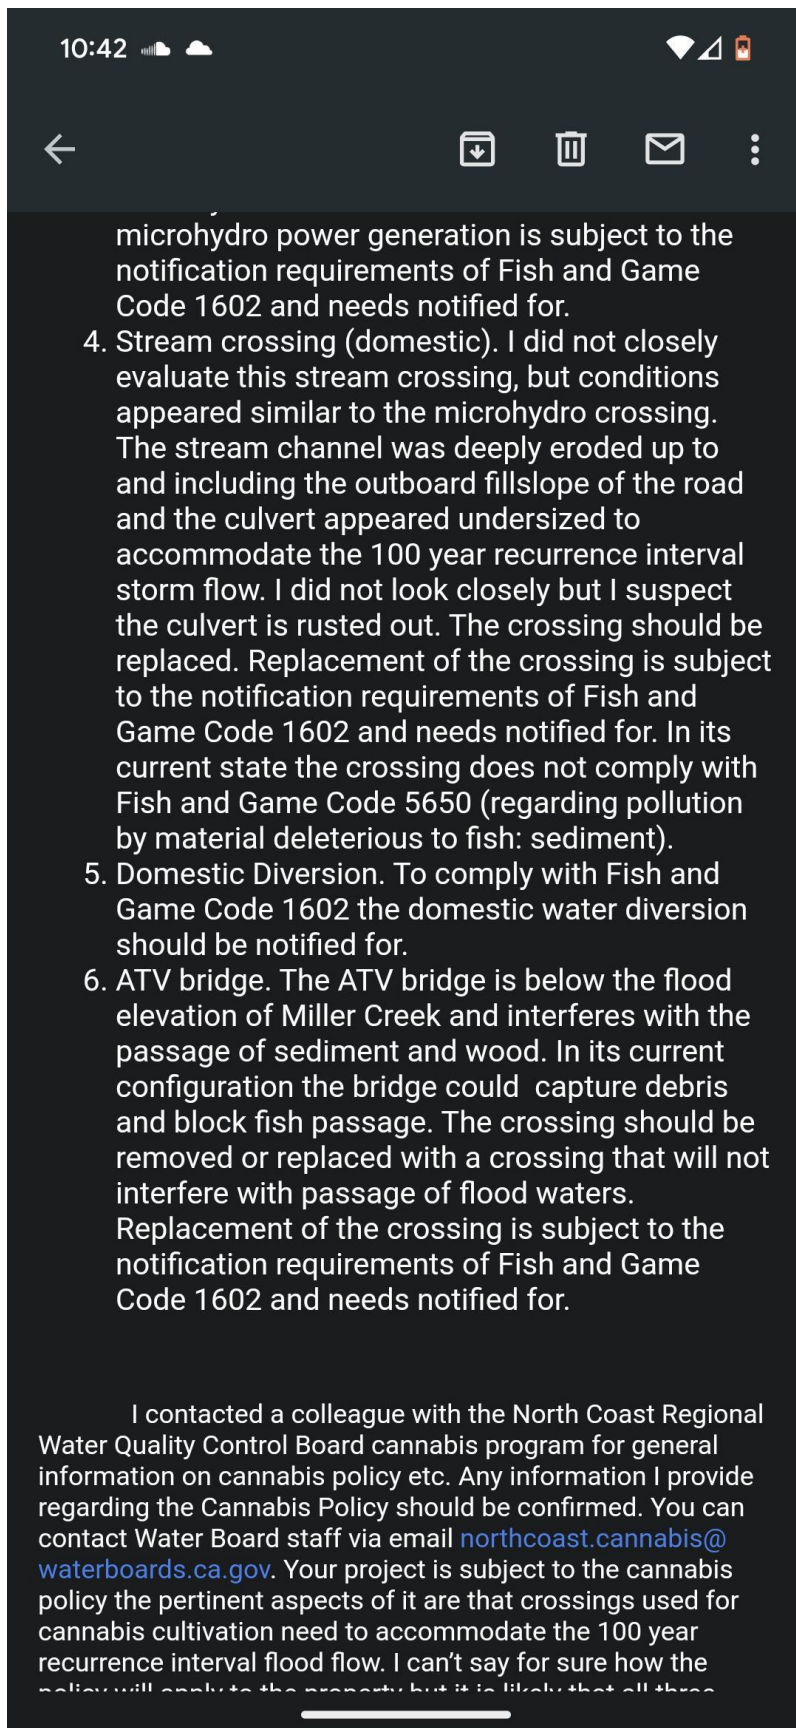 10:42
microhydro power generation is subject to the
notification requirements of Fish and Game
Code 1602 and needs notified for.
4. Stream crossing (domestic). I did not closely
evaluate this stream crossing, but conditions
appeared similar to the microhydro crossing.
The stream channel was deeply eroded up to
and including the outboard fillslope of the road
and the culvert appeared undersized to
accommodate the 100 year recurrence interval
storm flow. I did not look closely but I suspect
the culvert is rusted out. The crossing should be
replaced. Replacement of the crossing is subject
to the notification requirements of Fish and
Game Code 1602 and needs notified for. In its
current state the crossing does not comply with
Fish and Game Code 5650 (regarding pollution
by material deleterious to fish: sediment).
5. Domestic Diversion. To comply with Fish and
Game Code 1602 the domestic water diversion
should be notified for.
6. ATV bridge. The ATV bridge is below the flood
elevation of Miller Creek and interferes with the
passage of sediment and wood. In its current
configuration the bridge could  capture debris
and block fish passage. The crossing should be
removed or replaced with a crossing that will not
interfere with passage of flood waters.
Replacement of the crossing is subject to the
notification requirements of Fish and Game
Code 1602 and needs notified for.
I contacted a colleague with the North Coast Regional
Water Quality Control Board cannabis program for general
information on cannabis policy etc. Any information I provide
regarding the Cannabis Policy should be confirmed. You can
contact Water Board staff via email northcoast.cannabis@
waterboards.ca.gov. Your project is subject to the cannabis
policy the pertinent aspects of it are that crossings used for
cannabis cultivation need to accommodate the 100 year
recurrence interval flood flow. I can’t say for sure how the
policy will apply to the property but it is likely that all three